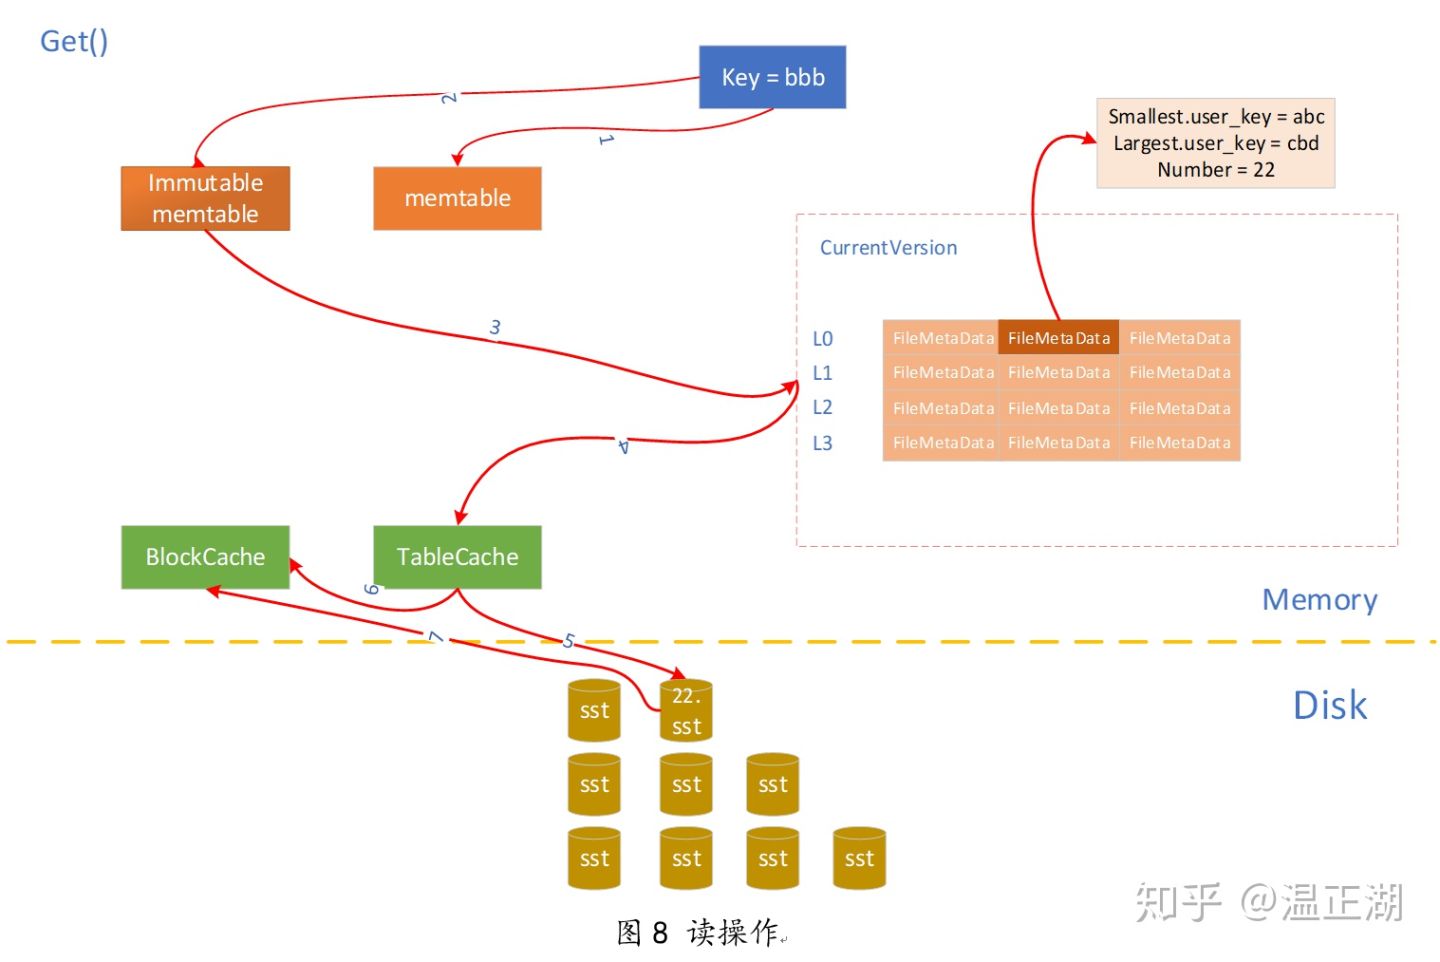 Get()
Key = bbb
2
1
Smallest.user_key = abc
Largest.user_key = cbd
Number = 22
Immutable
memtable
memtable
CurrentVersion
3
L0 FileMetaData FileMetaData FileMetaData
L1 FileMetaData FileMetaData FileMetaData
L2 FileMetaData FileMetaData FileMetaData
L3 FileMetaData FileMetaData FileMetaData
4
BlockCache
TableCache
6
Memory
7
5
Disk
sst
22.
sst
sst sst sst
sst sst sst sst
知乎 @温正湖
图 8 读操作